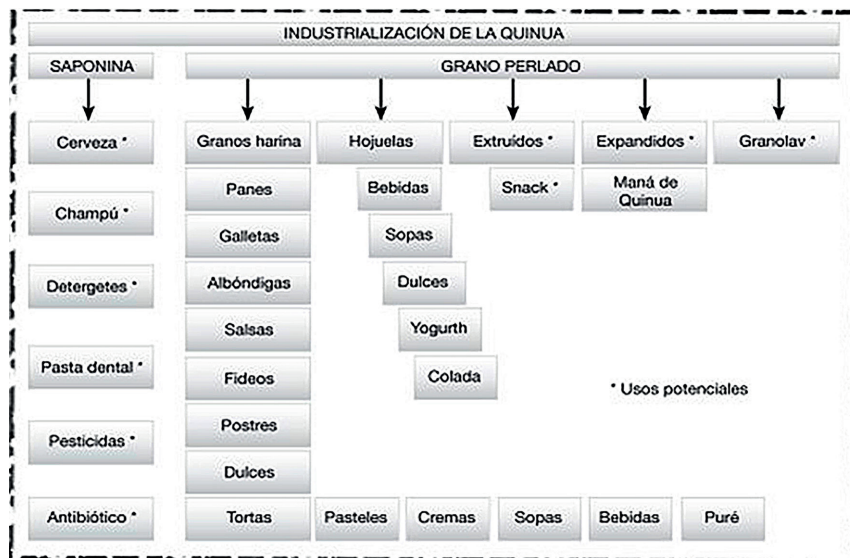 INDUSTRIALIZACIÓN DE LA QUINUA
SAPONINA
GRANO PERLADO
Cerveza *
Granos harina
Hojuelas
Extruidos *
Expandidos *
Granolav *
Champú *
Panes
Bebidas
Snack *
Maná de
Quinua
Galletas
Sopas
Detergetes *
Albóndigas
Dulces
Salsas
Yogurth
Pasta dental *
Fideos
Colada
* Usos potenciales
Pesticidas *
Postres
Dulces
Antibiótico *
Tortas
Pasteles
Cremas
Sopas
Bebidas
Puré